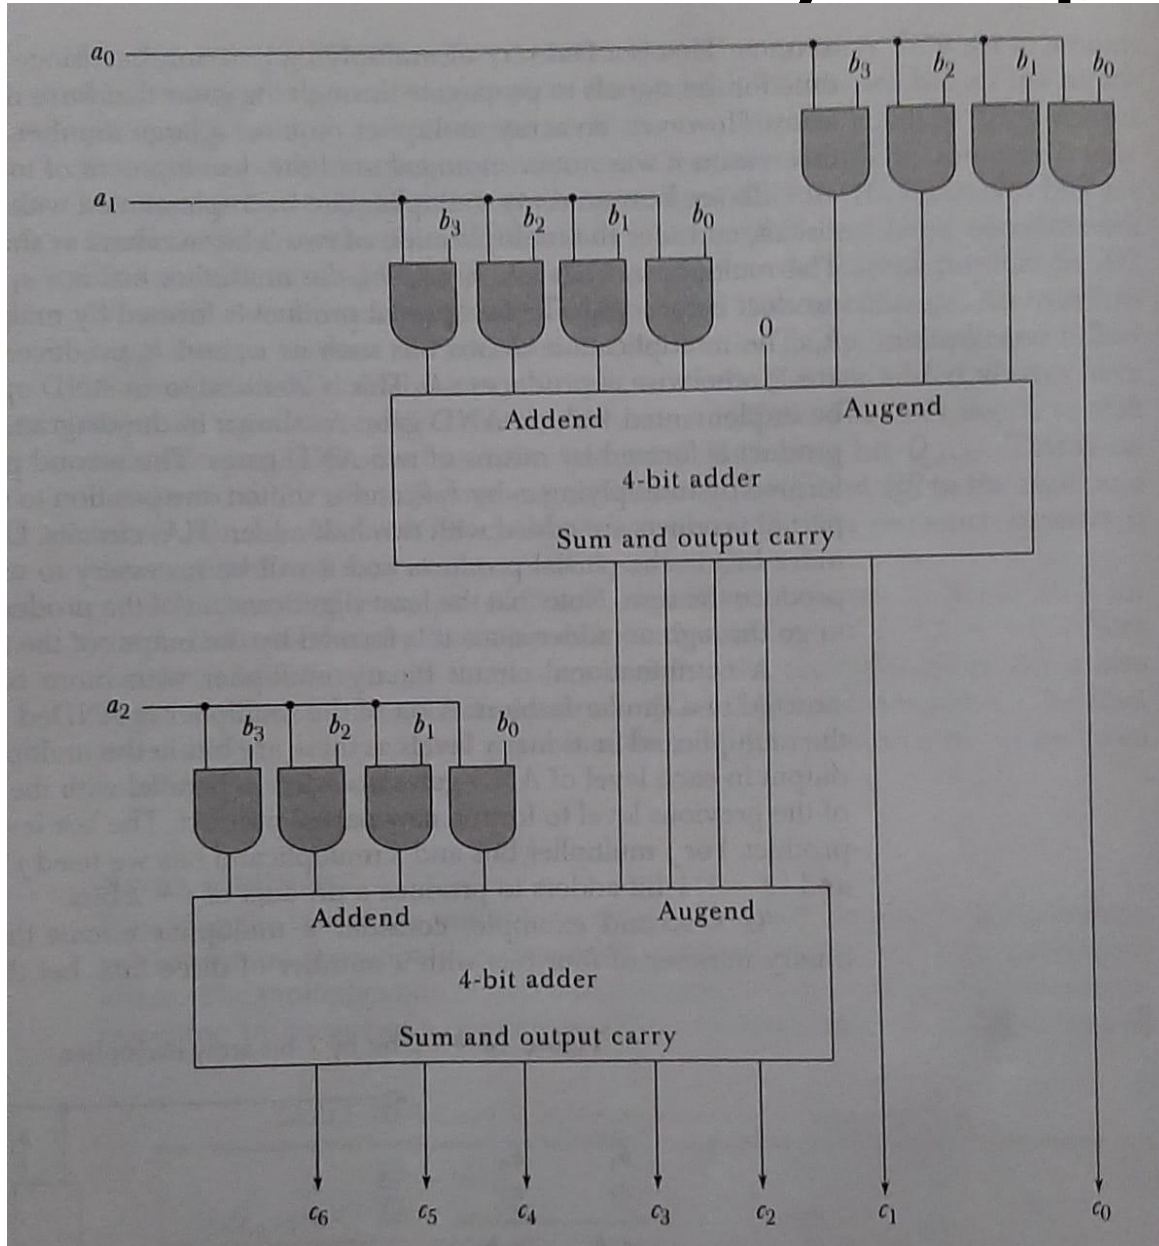 a0
b3 b2 b1 b0
a1
b3 b2 b1 b0
0
Addend Augend
4-bit adder
Sum and output carry
a2
b3 b2 b1 b0
Addend Augend
4-bit adder
Sum and output carry
c6 c5 c4 c3 c2 c1 c0